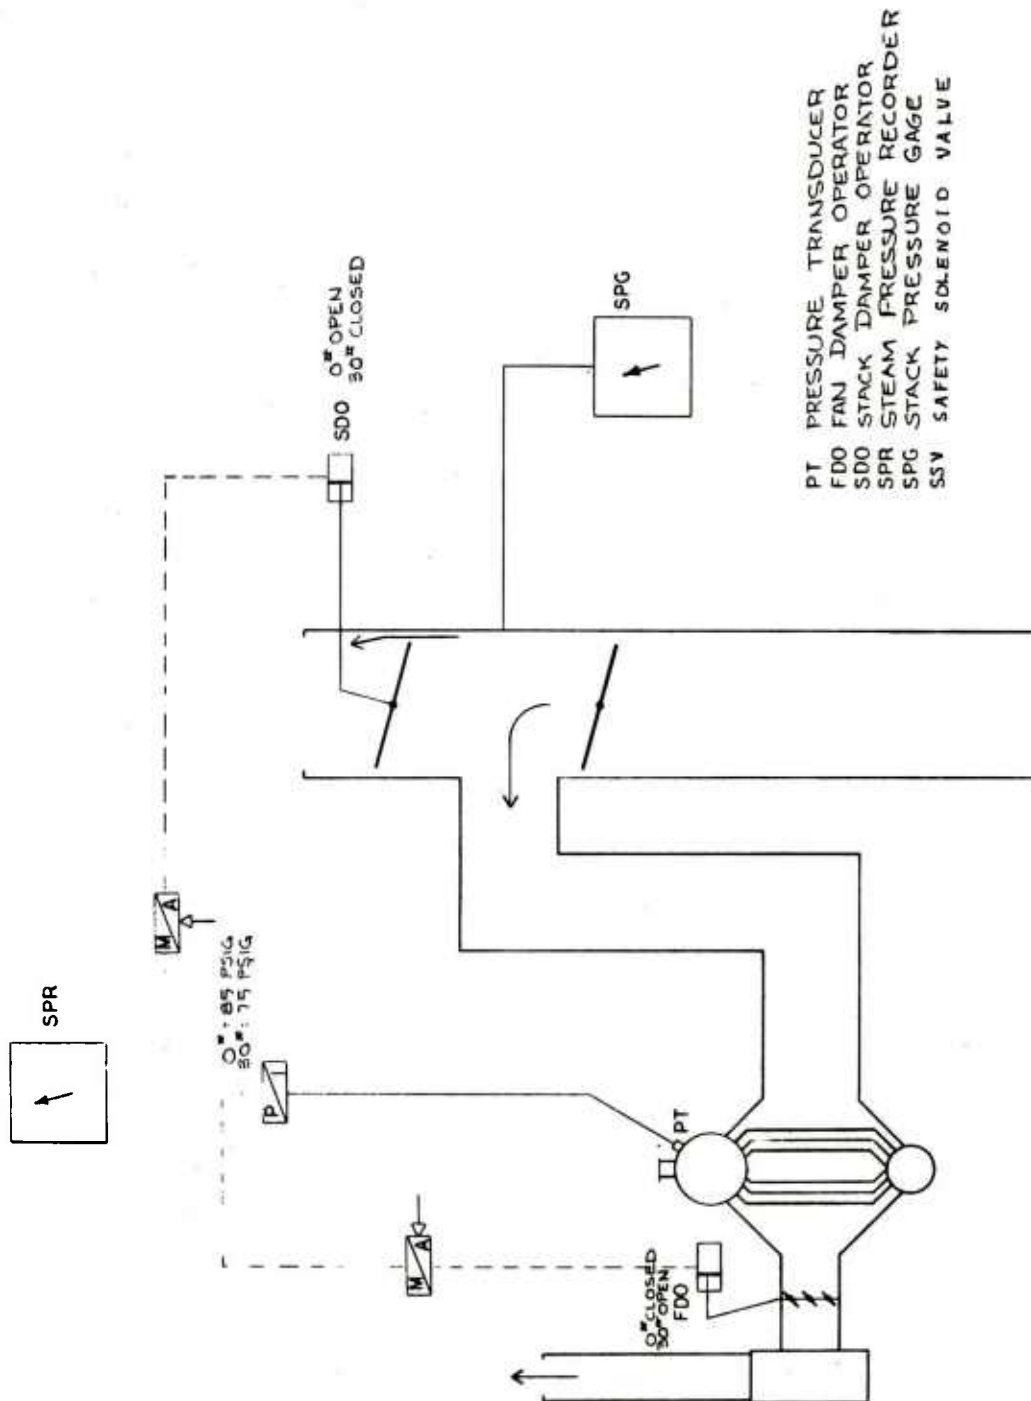 SPR
M A
0# : 85 PSIG
30# : 75 PSIG
P I
M A
0# CLOSED
30# OPEN
FDO
PT
SDO
0# OPEN
30# CLOSED
SPG
PT PRESSURE TRANSDUCER
FDO FAN DAMPER OPERATOR
SDO STACK DAMPER OPERATOR
SPR STEAM PRESSURE RECORDER
SPG STACK PRESSURE GAGE
SSV SAFETY SOLENOID VALVE